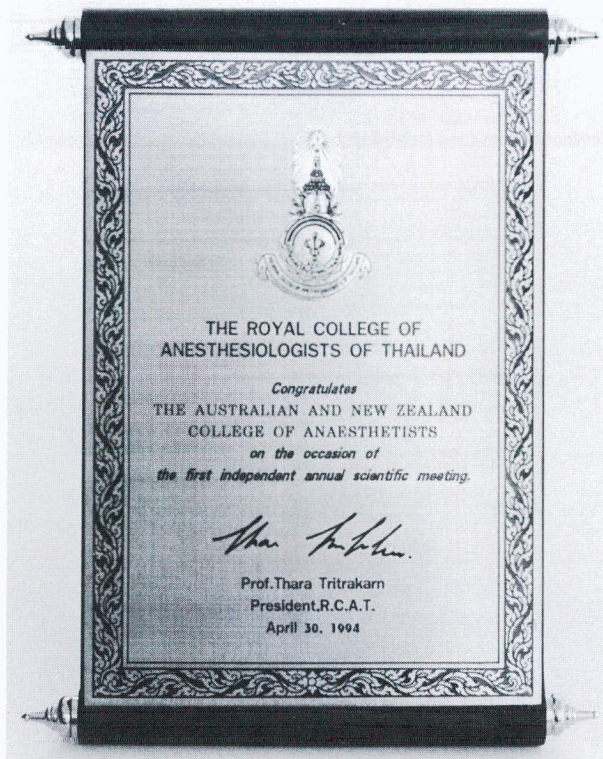 THE ROYAL COLLEGE OF
ANESTHESIOLOGISTS OF THAILAND
Congratulates
THE AUSTRALIAN AND NEW ZEALAND
COLLEGE OF ANAESTHETISTS
on the occasion of
the first independent annual scientific meeting.
Prof.Thara Tritrakarn
President,R.C.A.T.
April 30, 1994